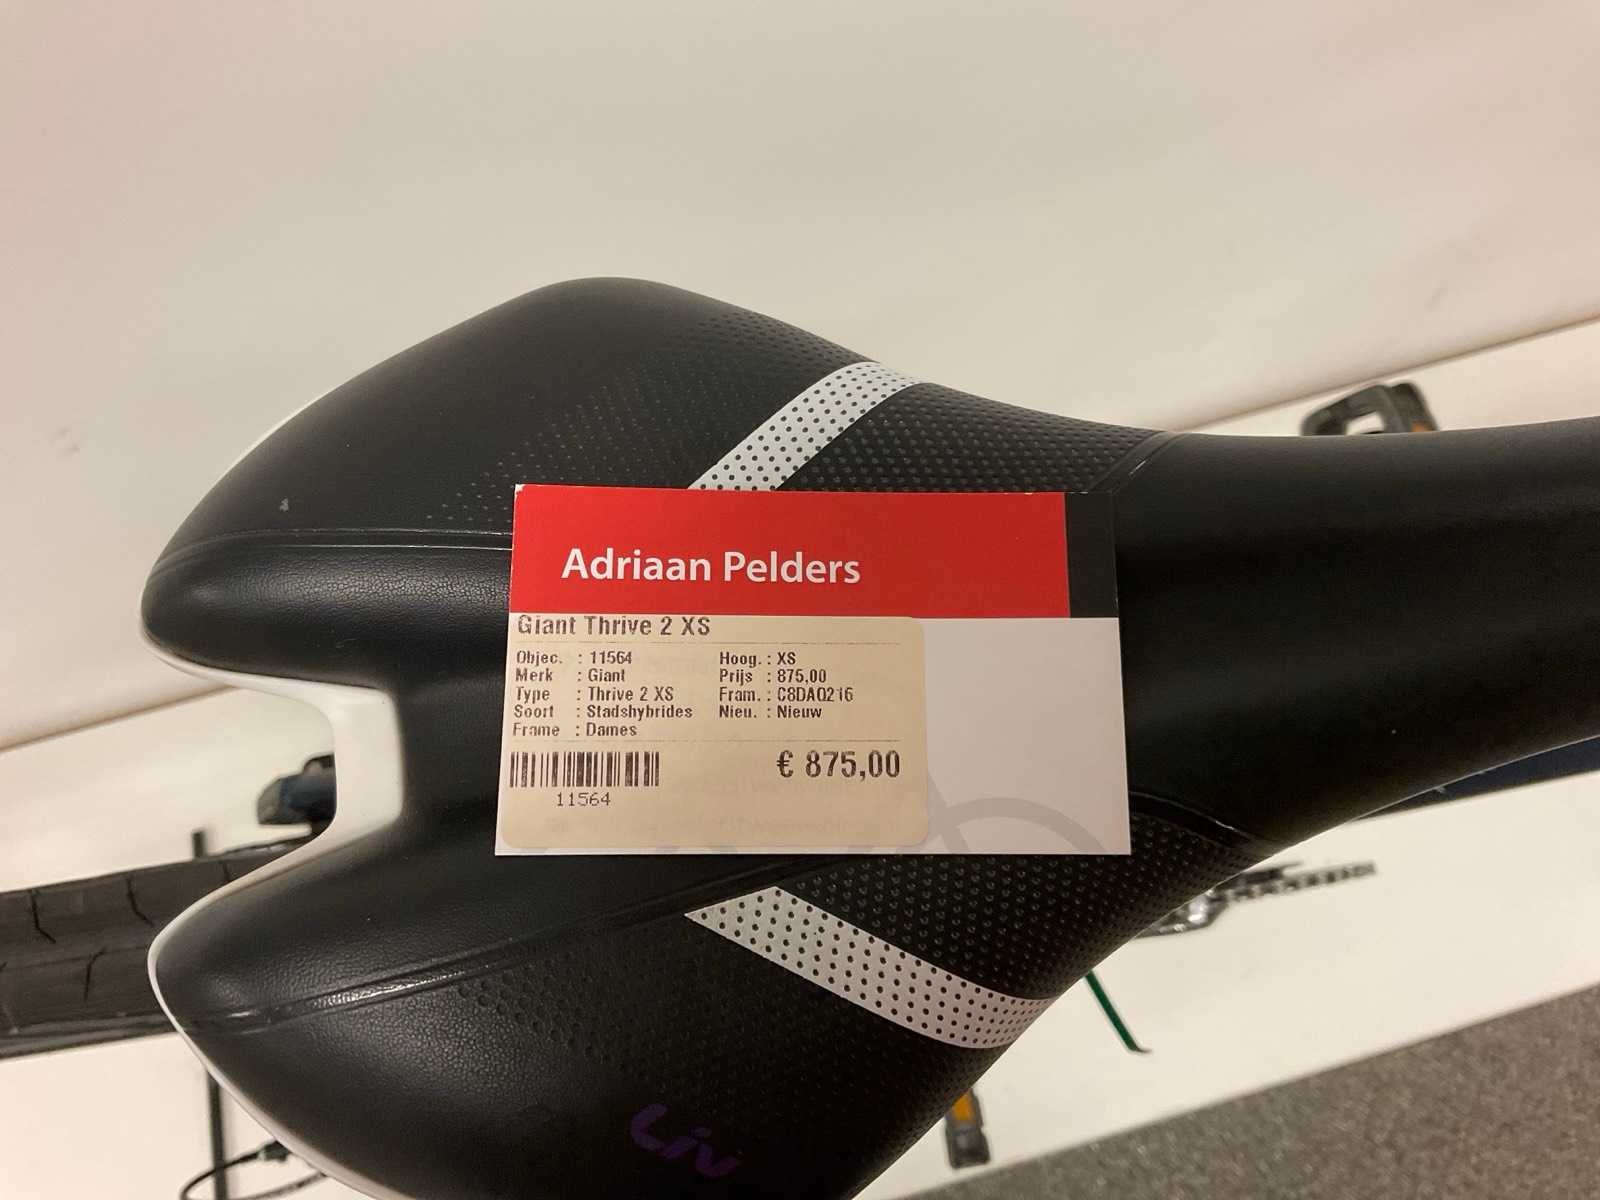 Adriaan Pelders
Giant Thrive 2 XS
Objec. : 11564 Hoog. : XS
Merk : Giant Prijs : 875,00
Type : Thrive 2 XS Fram. : C8DA0216
Soort : Stadshybrides Nieu. : Nieuw
Frame : Dames
€ 875,00
11564
Liv